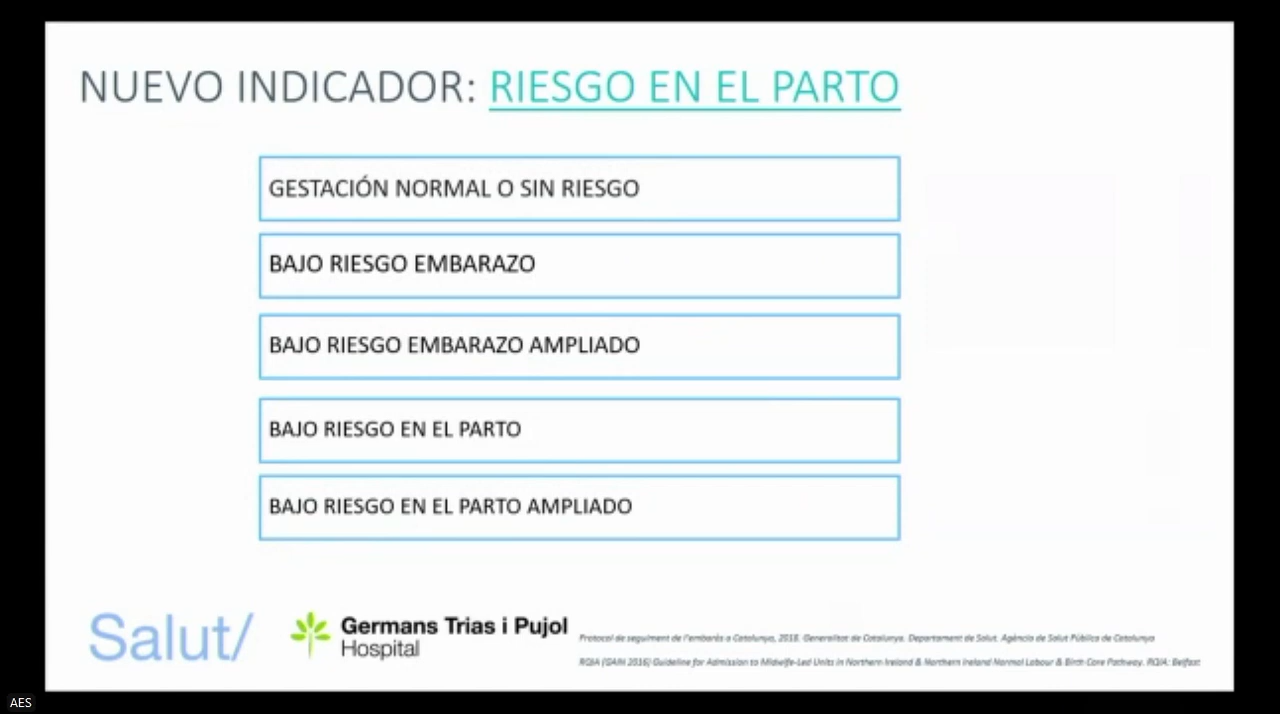 NUEVO INDICADOR: RIESGO EN EL PARTO
GESTACIÓN NORMAL O SIN RIESGO
BAJO RIESGO EMBARAZO
BAJO RIESGO EMBARAZO AMPLIADO
BAJO RIESGO EN EL PARTO
BAJO RIESGO EN EL PARTO AMPLIADO
Salut/
Germans Trias i Pujol
Hospital
Protocol de seguiment de l'embaràs a Catalunya, 2018. Generalitat de Catalunya. Departament de Salut. Agència de Salut Pública de Catalunya
RQIA (GAIN 2016) Guideline for Admission to Midwife-Led Units in Northern Ireland & Northern Ireland Normal Labour & Birth Care Pathway. RQIA: Belfast
AES